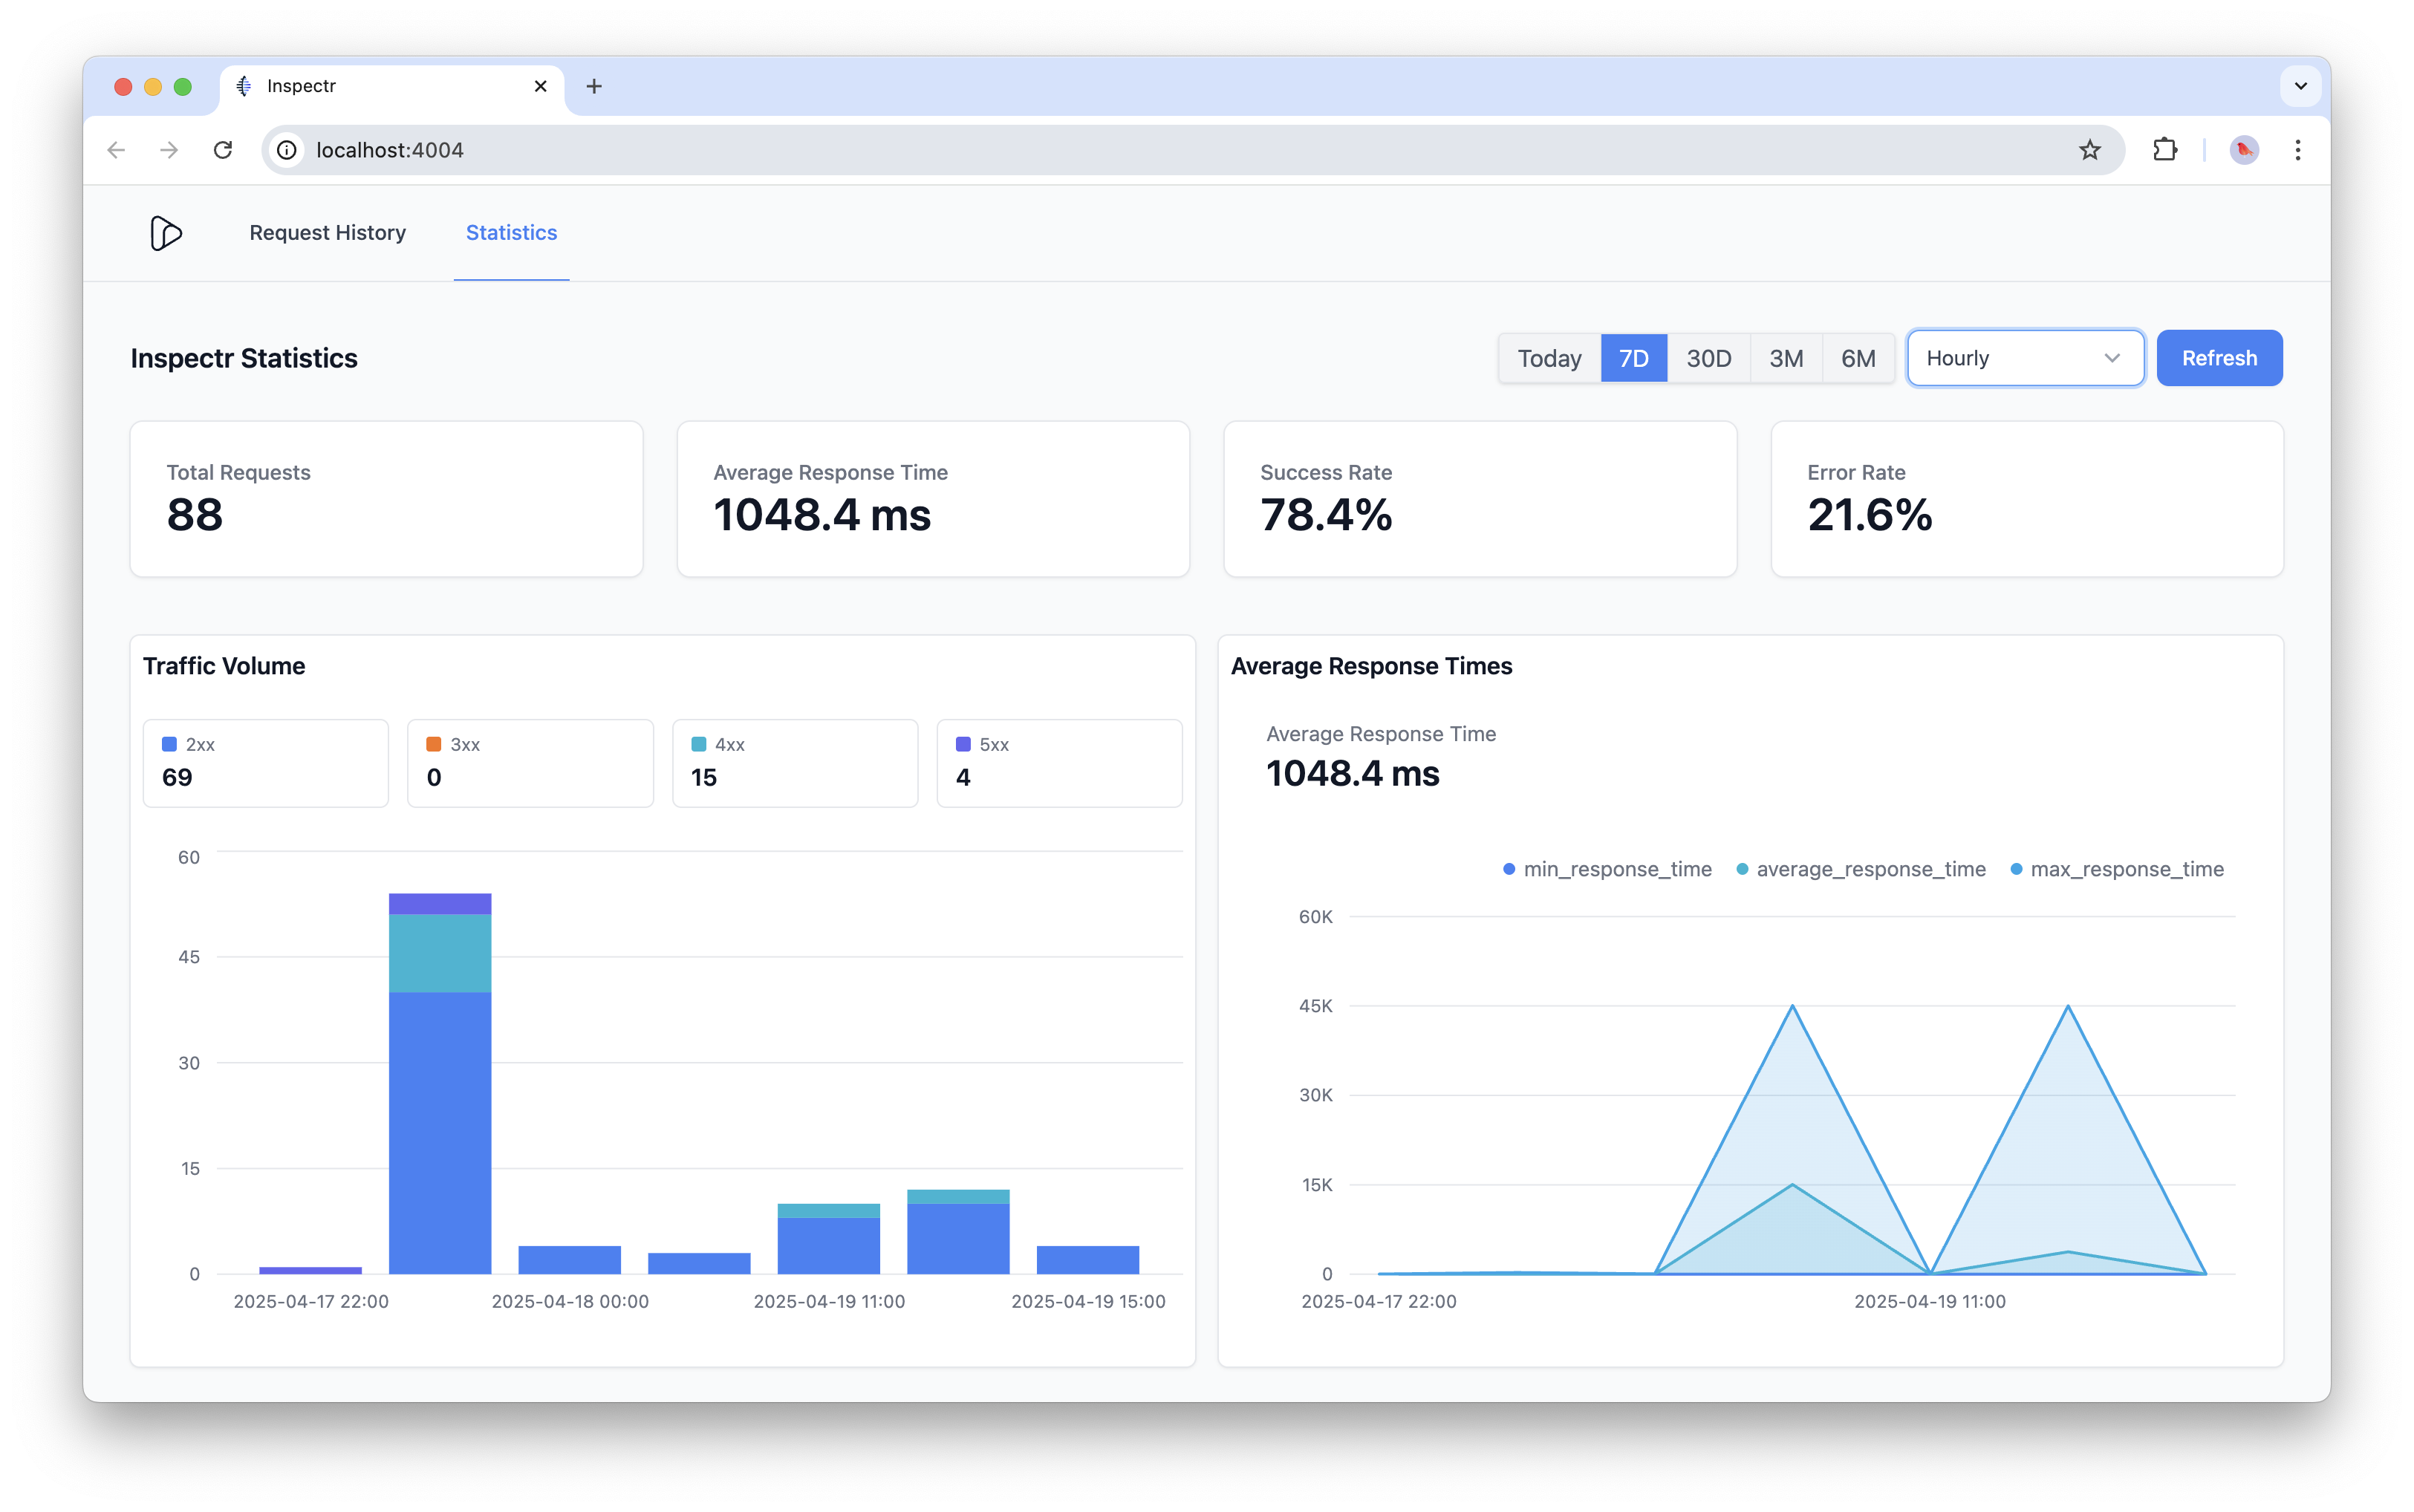 Inspectr
localhost:4004
Request History Statistics
Inspectr Statistics
Today 7D 30D 3M 6M Hourly Refresh
Total Requests
88
Average Response Time
1048.4 ms
Success Rate
78.4%
Error Rate
21.6%
Traffic Volume
2xx
69
3xx
0
4xx
15
5xx
4
60
45
30
15
0
2025-04-17 22:00 2025-04-18 00:00 2025-04-19 11:00 2025-04-19 15:00
Average Response Times
Average Response Time
1048.4 ms
min_response_time average_response_time max_response_time
60K
45K
30K
15K
0
2025-04-17 22:00 2025-04-19 11:00